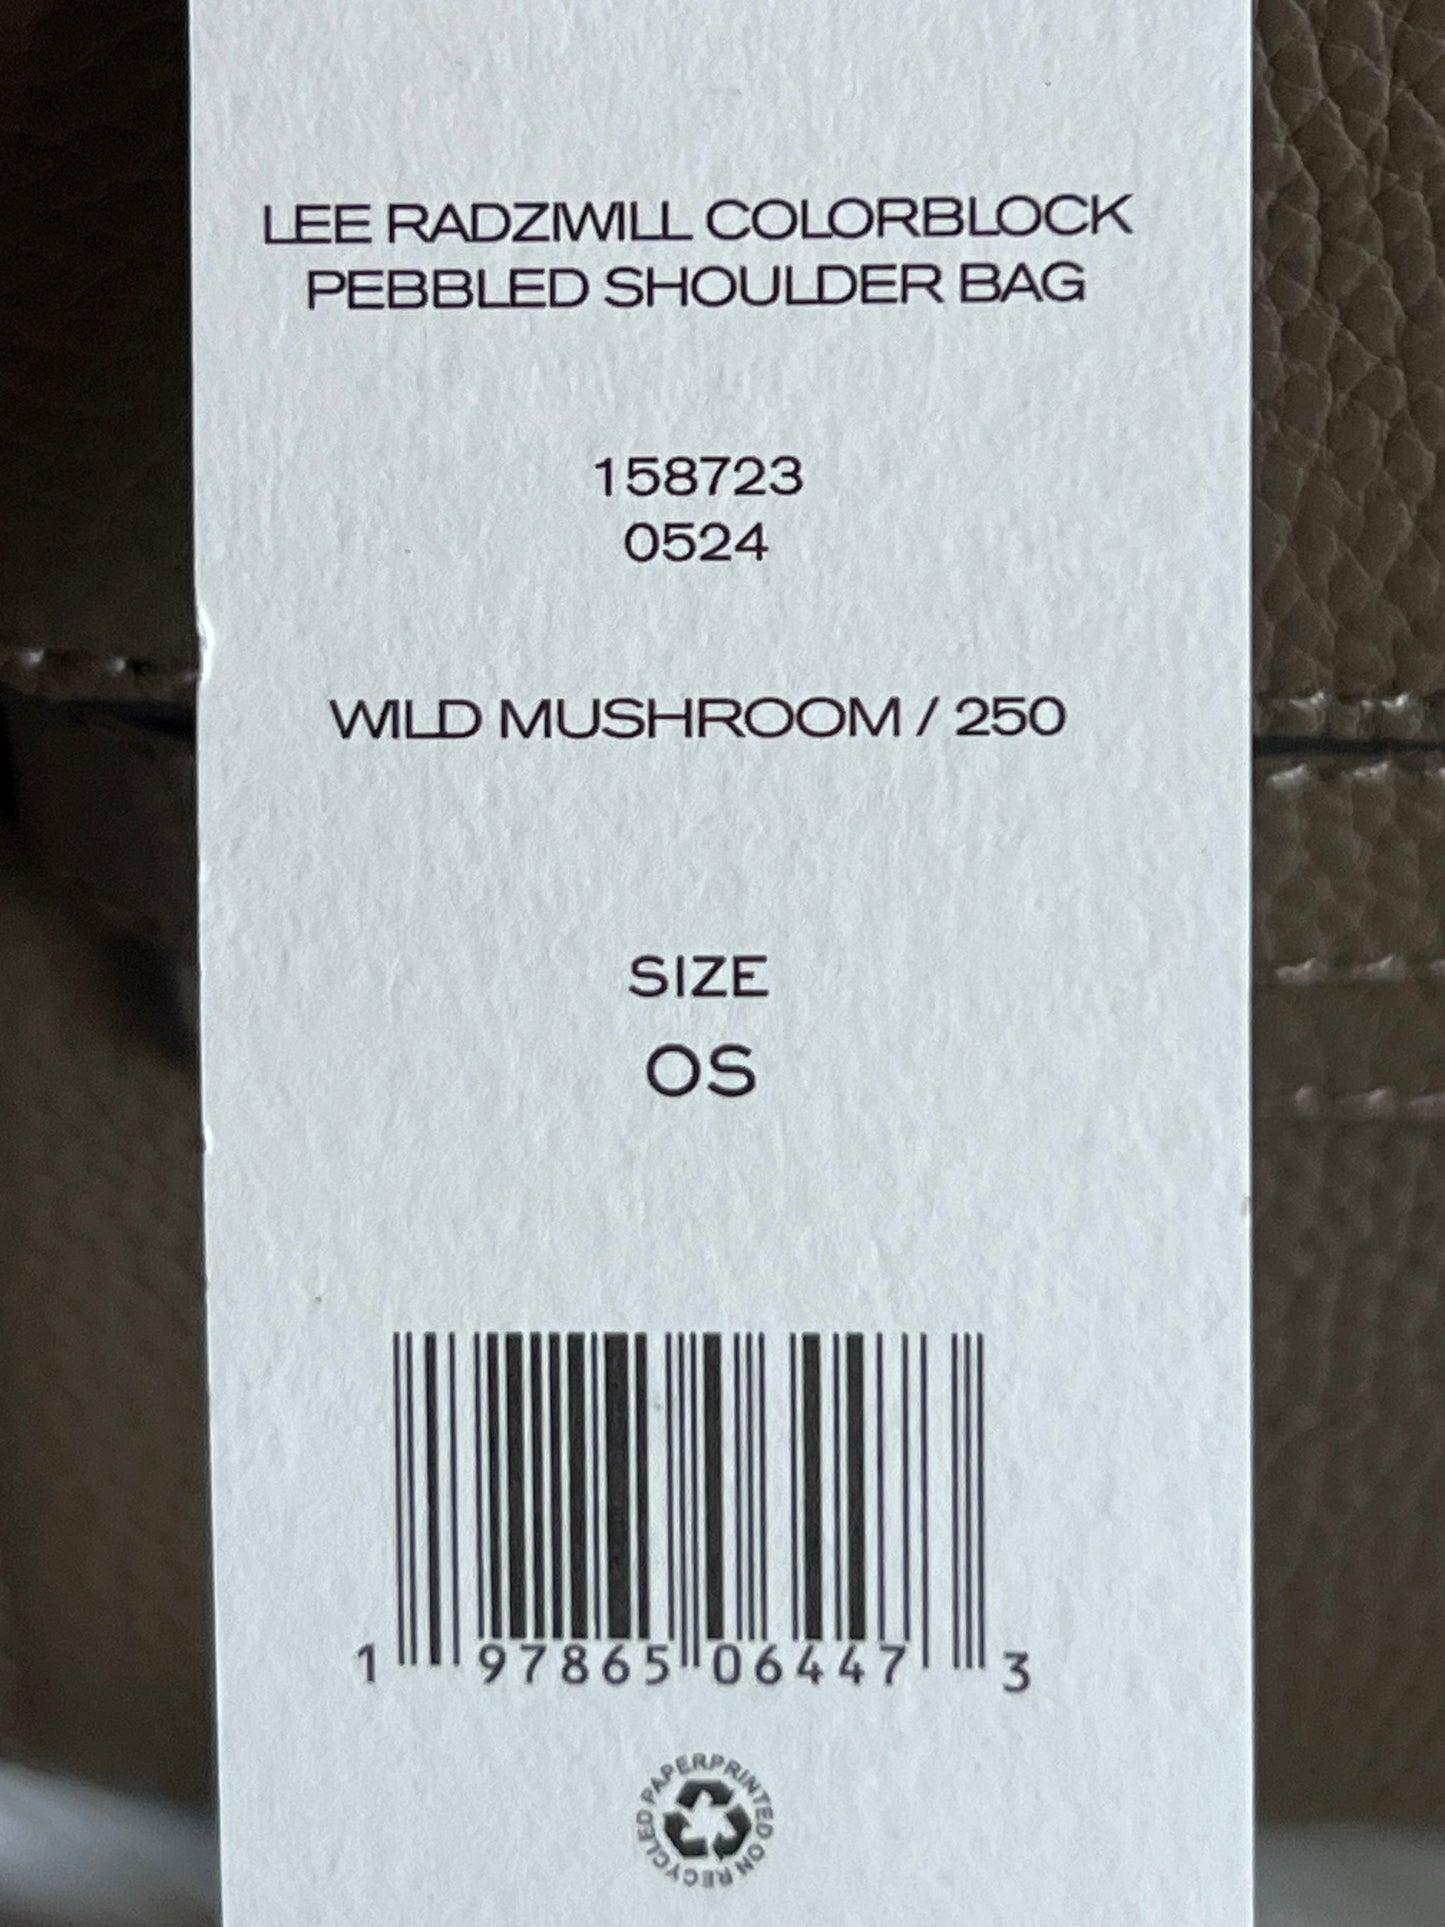 LEE RADZIWILL COLORBLOCK
PEBBLED SHOULDER BAG
158723
0524
WILD MUSHROOM / 250
SIZE
OS
1 97865 06447 3
PRINTED ON RECYCLED PAPER